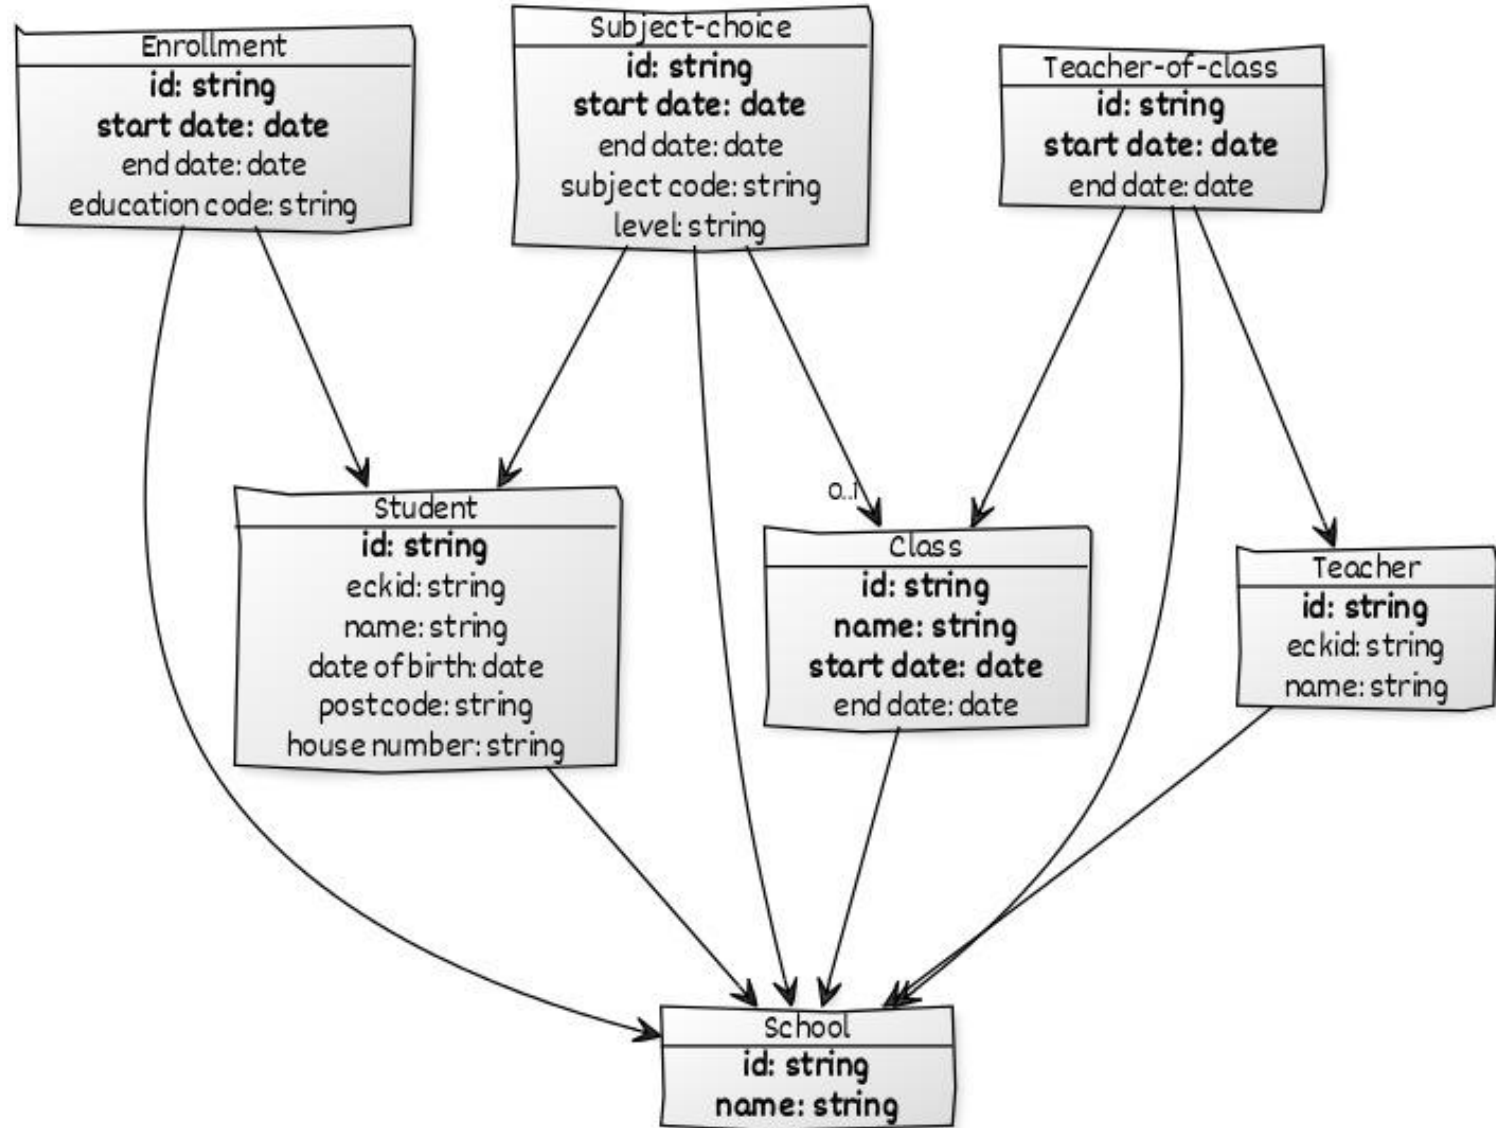 Enrollment
id: string
start date: date
end date: date
education code: string
Subject-choice
id: string
start date: date
end date: date
subject code: string
level: string
Teacher-of-class
id: string
start date: date
end date: date
0..1
Student
id: string
eckid: string
name: string
date of birth: date
postcode: string
house number: string
Class
id: string
name: string
start date: date
end date: date
Teacher
id: string
eckid: string
name: string
School
id: string
name: string